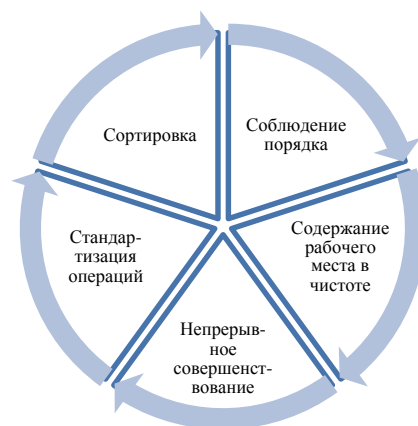 Сортировка
Соблюдение
порядка
Содержание
рабочего
места в
чистоте
Непрерыв-
ное
совершенст-
вование
Стандар-
тизация
операций